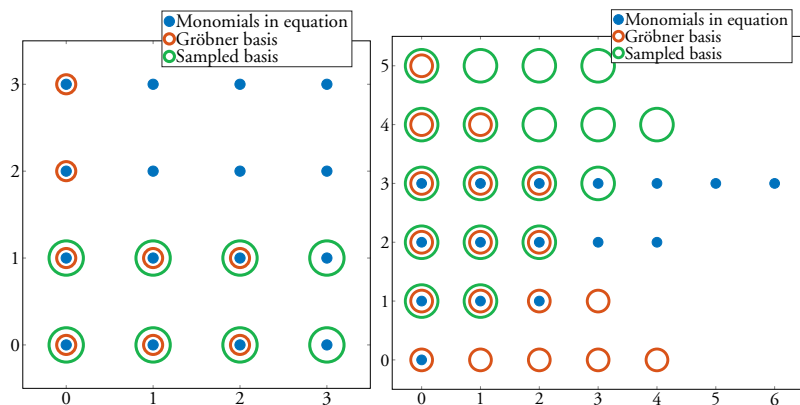 Monomials in equation
Gröbner basis
Sampled basis
3
2
1
0
0 1 2 3
Monomials in equation
Gröbner basis
Sampled basis
5
4
3
2
1
0
0 1 2 3 4 5 6